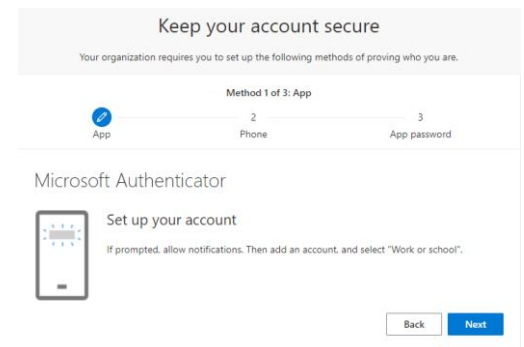 Keep your account secure
Your organization requires you to set up the following methods of proving who you are.
Method 1 of 3: App
2
3
App
Phone
App password
Microsoft Authenticator
Set up your account
If prompted, allow notifications. Then add an account, and select "Work or school".
Back
Next